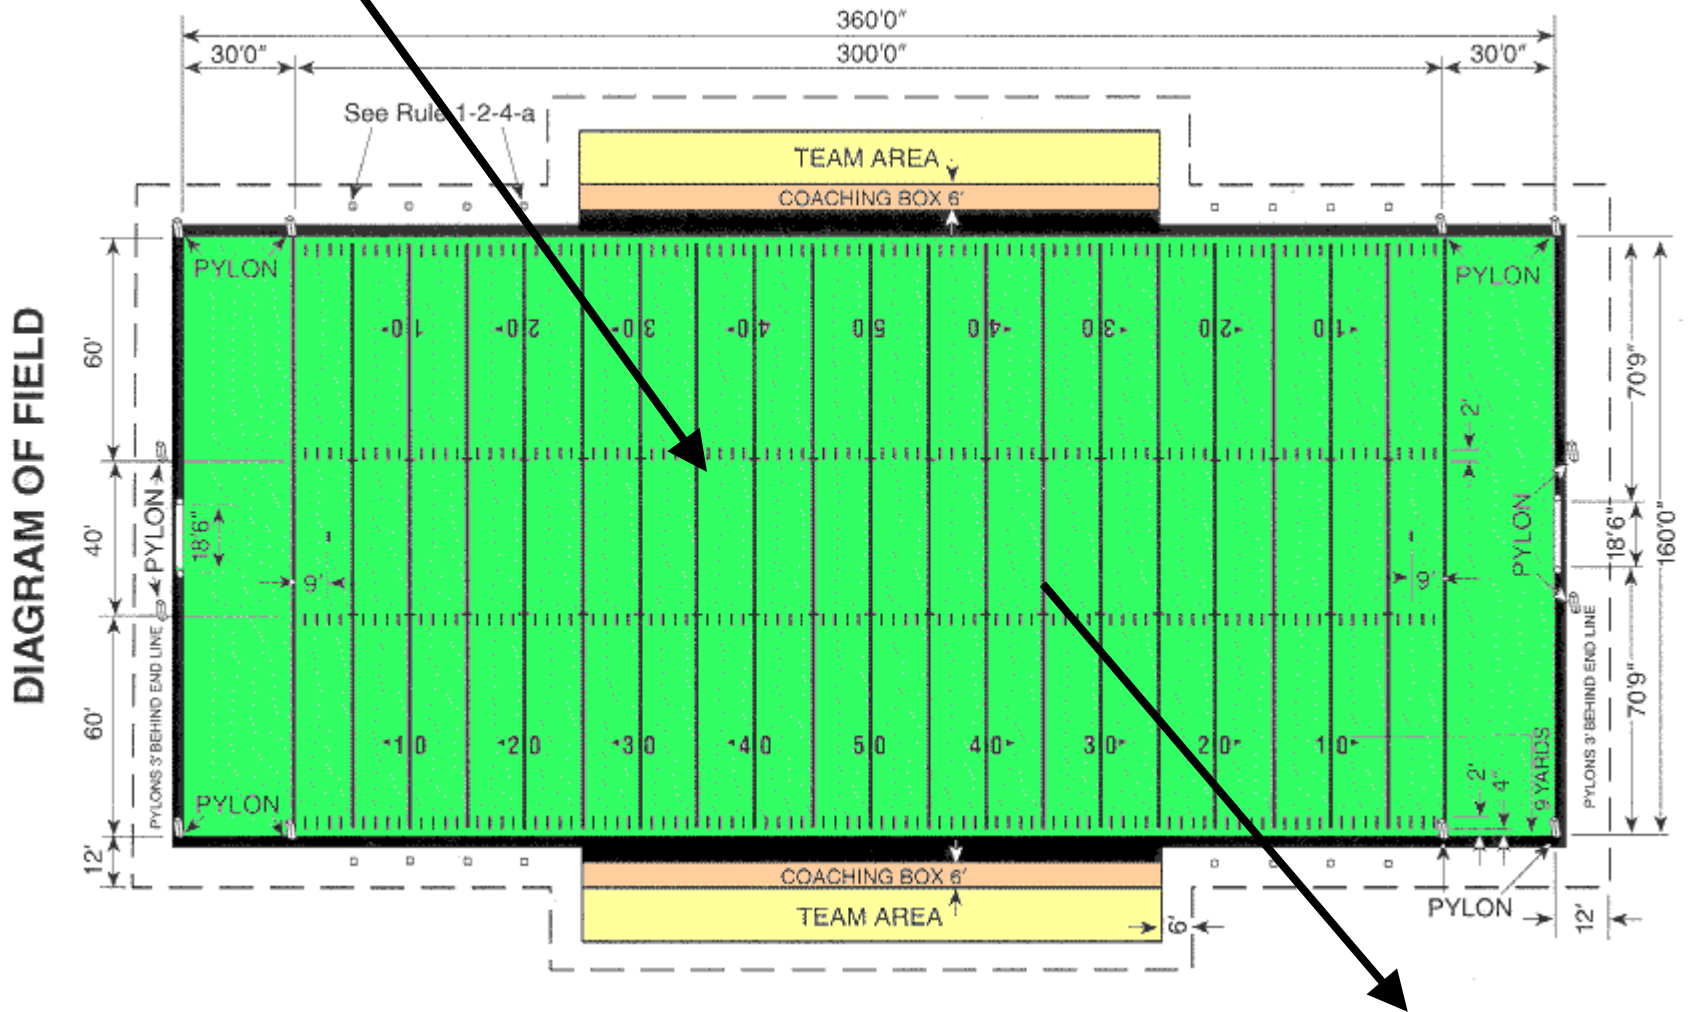 360'0"
30'0" 300'0" 30'0"
See Rule 1-2-4-a
TEAM AREA
COACHING BOX 6'
PYLON PYLON
10 20 30 40 50 40 30 20 10
DIAGRAM OF FIELD
60'
70'9"
2'
40'
PYLON
18'6"
9'
9'
PYLON
18'6"
160'0"
60'
PYLONS 3' BEHIND END LINE
10 20 30 40 50 40 30 20 10
2'
4"
9 YARDS
PYLONS 3' BEHIND END LINE
70'9"
PYLON
12'
COACHING BOX 6'
TEAM AREA
6'
PYLON
12'